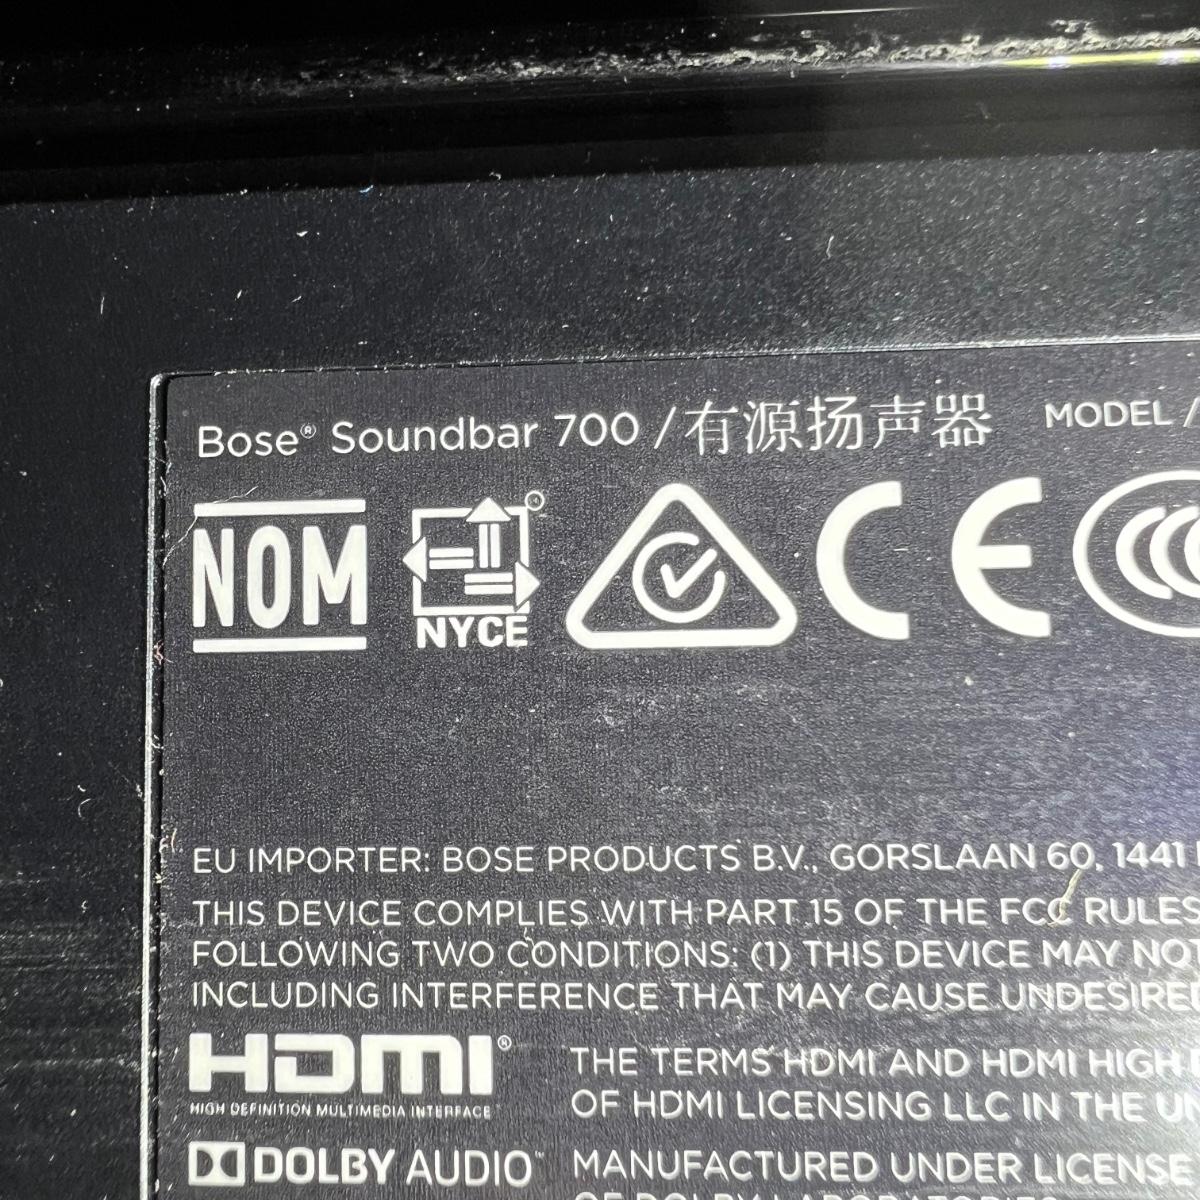 Bose® Soundbar 700 / 有源扬声器 MODEL /
NOM NYCE CE
EU IMPORTER: BOSE PRODUCTS B.V., GORSLAAN 60, 1441
THIS DEVICE COMPLIES WITH PART 15 OF THE FCC RULES
FOLLOWING TWO CONDITIONS: (1) THIS DEVICE MAY NOT
INCLUDING INTERFERENCE THAT MAY CAUSE UNDESIRED
HDMI®
HIGH DEFINITION MULTIMEDIA INTERFACE
THE TERMS HDMI AND HDMI HIGH
OF HDMI LICENSING LLC IN THE
DOLBY AUDIO™
MANUFACTURED UNDER LICENSE
OF DOLBY